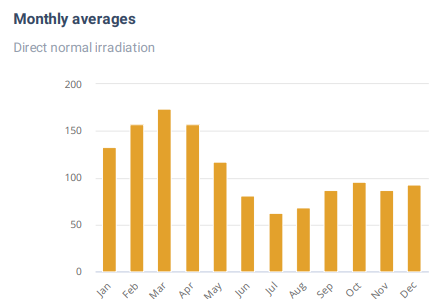 Monthly averages
Direct normal irradiation
200
150
100
50
0
Jan Feb Mar Apr May Jun Jul Aug Sep Oct Nov Dec